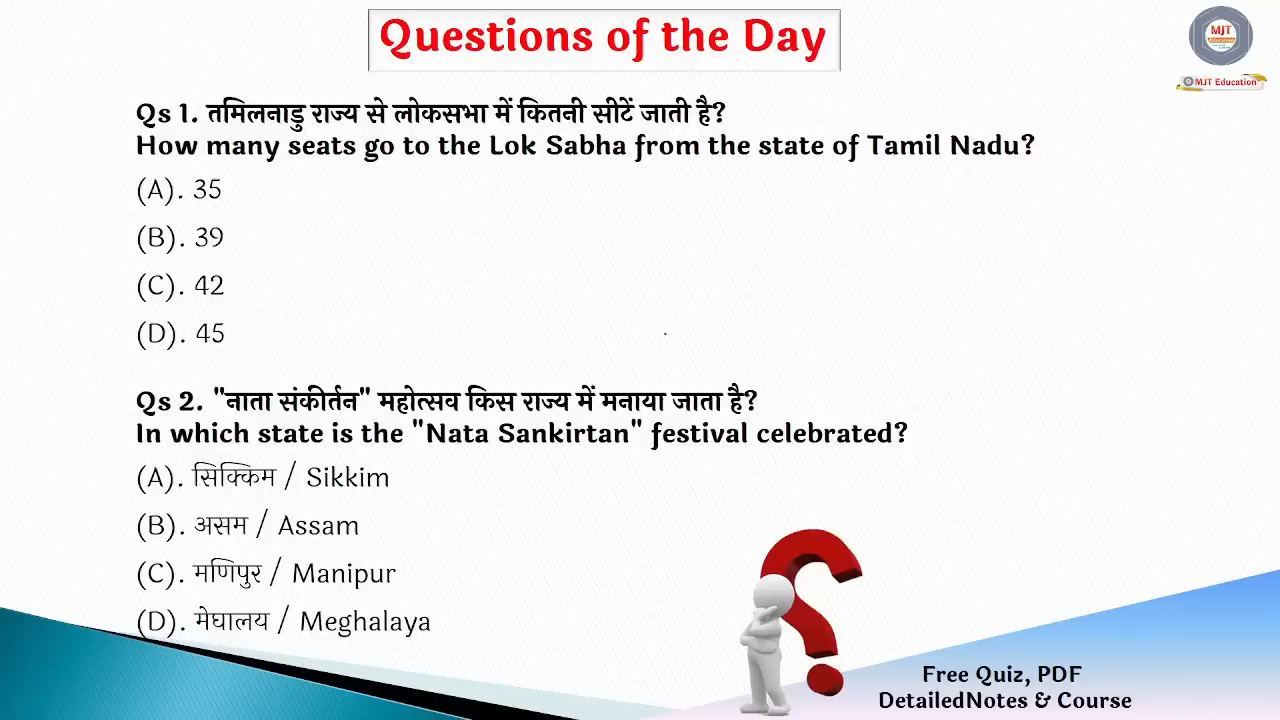 Questions of the Day
MJT
Education
MJT Education
Qs 1. तमिलनाडु राज्य से लोकसभा में कितनी सीटें जाती है?
How many seats go to the Lok Sabha from the state of Tamil Nadu?
(A). 35
(B). 39
(C). 42
(D). 45
Qs 2. "नाता संकीर्तन" महोत्सव किस राज्य में मनाया जाता है?
In which state is the "Nata Sankirtan" festival celebrated?
(A). सिक्किम / Sikkim
(B). असम / Assam
(C). मणिपुर / Manipur
(D). मेघालय / Meghalaya
Free Quiz, PDF
DetailedNotes & Course